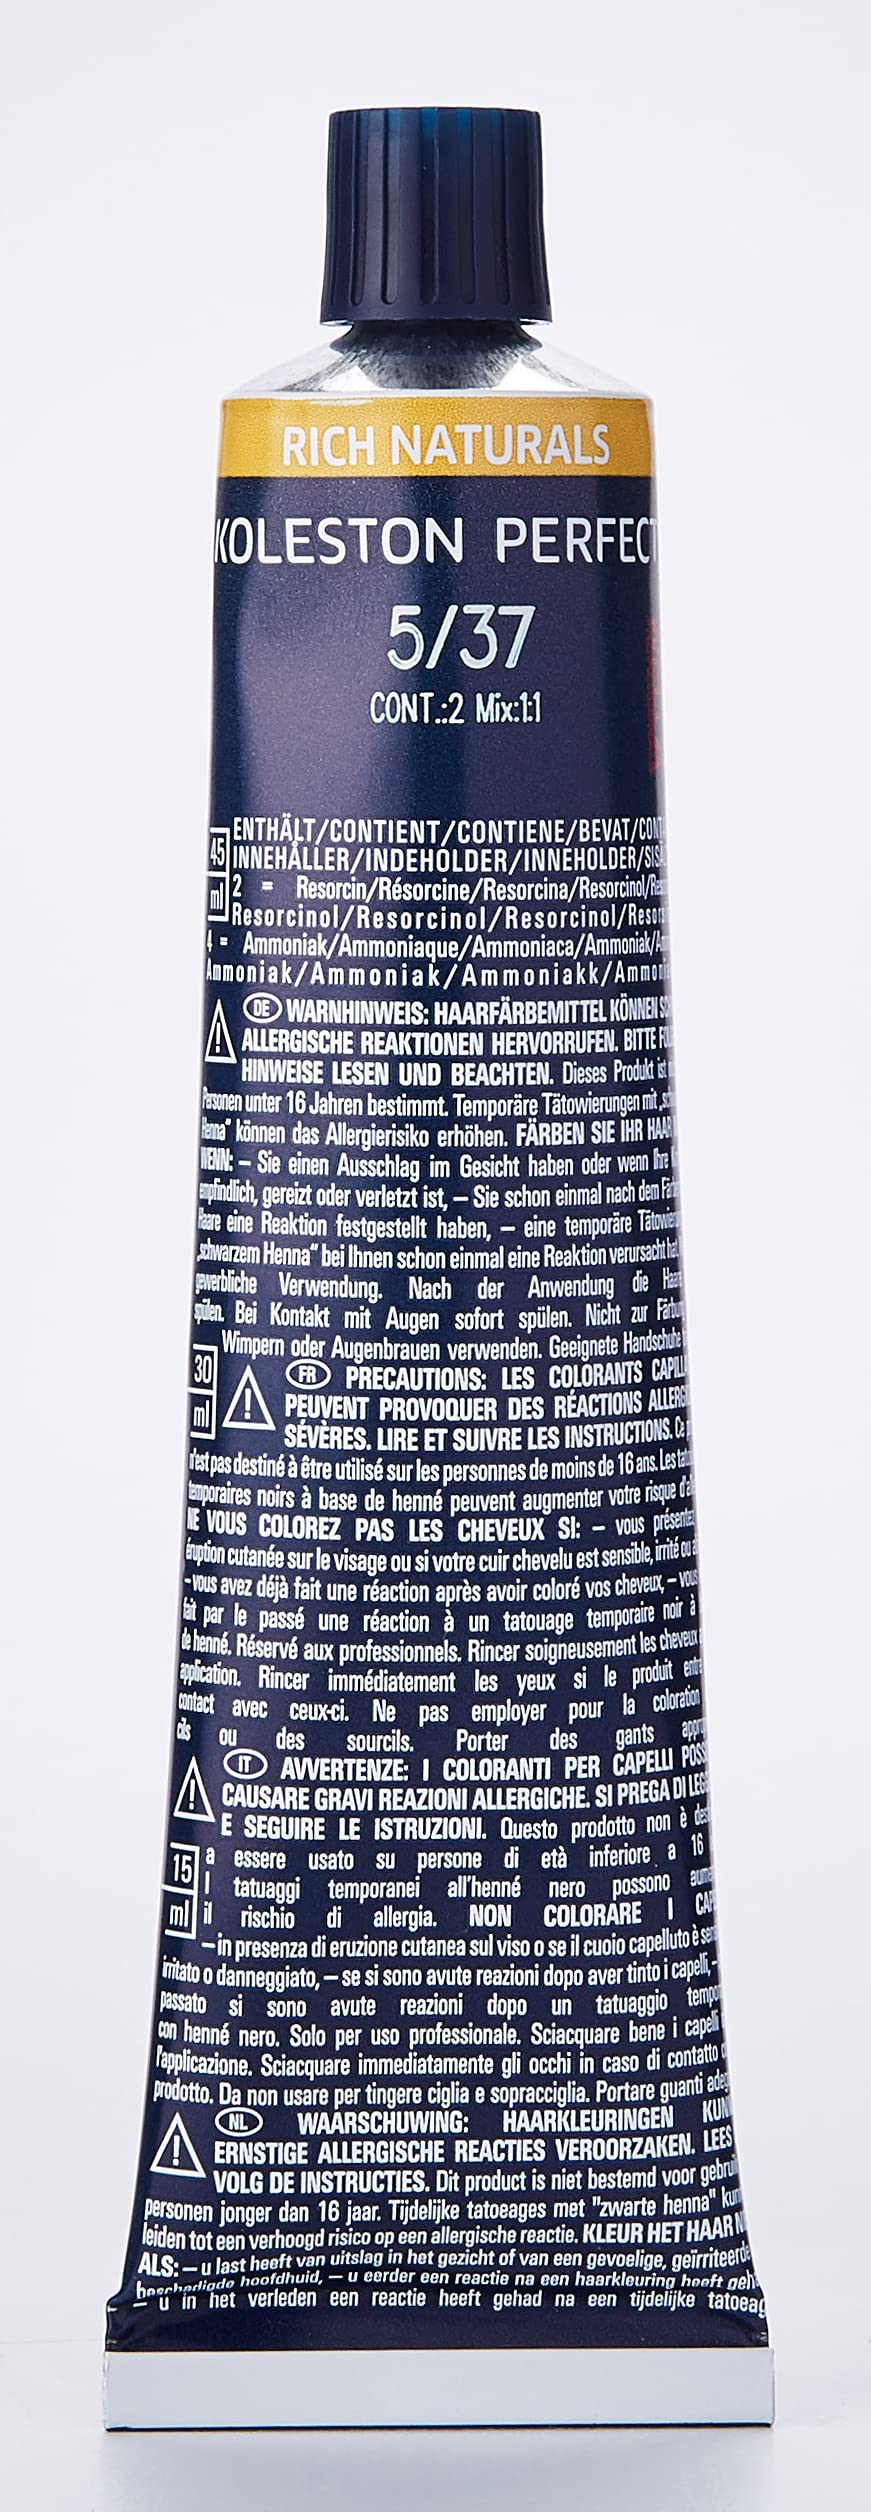 RICH NATURALS
KOLESTON PERFECT
5/37
CONT.:2 Mix:1:1
45
ml
ENTHÄLT/CONTIENT/CONTIENE/BEVAT/
INNEHÅLLER/INDEHOLDER/INNEHOLDER/
2 = Resorcin/Résorcine/Resorcina/Resorcinol/
Resorcinol/Resorcinol/Resorcinol/
4 = Ammoniak/Ammoniaque/Ammoniaca/Ammoniak/
Ammoniak/Ammoniak/Ammoniakk/
DE WARNHINWEIS: HAARFÄRBEMITTEL KÖNNEN
ALLERGISCHE REAKTIONEN HERVORRUFEN. BITTE
HINWEISE LESEN UND BEACHTEN. Dieses Produkt ist
Personen unter 16 Jahren bestimmt. Temporäre Tätowierungen mit
Henna“ können das Allergierisiko erhöhen. FÄRBEN SIE IHR HAAR
WENN: – Sie einen Ausschlag im Gesicht haben oder wenn Ihre
empfindlich, gereizt oder verletzt ist, – Sie schon einmal nach dem
Haare eine Reaktion festgestellt haben, – eine temporäre
„schwarzem Henna“ bei Ihnen schon einmal eine Reaktion verursacht hat.
gewerbliche Verwendung. Nach der Anwendung die Haare
spülen. Bei Kontakt mit Augen sofort spülen. Nicht zur
Wimpern oder Augenbrauen verwenden. Geeignete Handschuhe
30
ml
FR PRECAUTIONS: LES COLORANTS
PEUVENT PROVOQUER DES RÉACTIONS
SÉVÈRES. LIRE ET SUIVRE LES INSTRUCTIONS. Ce
n'est pas destiné à être utilisé sur les personnes de moins de 16 ans. Les
temporaires noirs à base de henné peuvent augmenter votre risque
NE VOUS COLOREZ PAS LES CHEVEUX SI: – vous
éruption cutanée sur le visage ou si votre cuir chevelu est sensible, irrité ou
– vous avez déjà fait une réaction après avoir coloré vos cheveux, – vous
fait par le passé une réaction à un tatouage temporaire noir à
de henné. Réservé aux professionnels. Rincer soigneusement les cheveux
application. Rincer immédiatement les yeux si le produit
contact avec ceux-ci. Ne pas employer pour la coloration
cils ou des sourcils. Porter des gants
IT AVVERTENZE: I COLORANTI PER CAPELLI
CAUSARE GRAVI REAZIONI ALLERGICHE. SI PREGA DI
E SEGUIRE LE ISTRUZIONI. Questo prodotto non è
15
ml
a essere usato su persone di età inferiore a 16
I tatuaggi temporanei all'henné nero possono
il rischio di allergia. NON COLORARE I
– in presenza di eruzione cutanea sul viso o se il cuoio capelluto è
irritato o danneggiato, – se si sono avute reazioni dopo aver tinto i capelli, –
passato si sono avute reazioni dopo un tatuaggio
con henné nero. Solo per uso professionale. Sciacquare bene i capelli
l'applicazione. Sciacquare immediatamente gli occhi in caso di contatto
prodotto. Da non usare per tingere ciglia e sopracciglia. Portare guanti
NL WAARSCHUWING: HAARKLEURINGEN
ERNSTIGE ALLERGISCHE REACTIES VEROORZAKEN. LEES
VOLG DE INSTRUCTIES. Dit product is niet bestemd voor
personen jonger dan 16 jaar. Tijdelijke tatoeages met "zwarte henna"
leiden tot een verhoogd risico op een allergische reactie. KLEUR HET HAAR
ALS: – u last heeft van uitslag in het gezicht of van een gevoelige, geïrriteerde
beschadigde hoofdhuid, – u eerder een reactie na een haarkleuring heeft
– u in het verleden een reactie heeft gehad na een tijdelijke